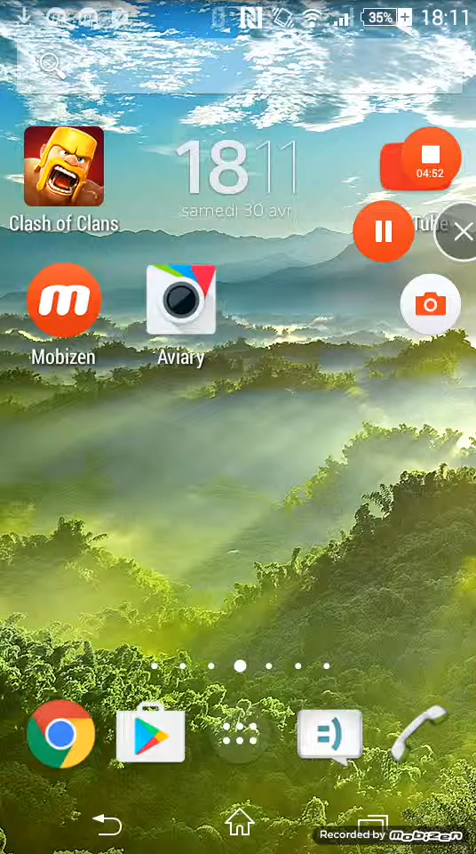 35% 18:11
18 11
samedi 30 avr
04:52
Clash of Clans
Tube
Mobizen
Aviary
Recorded by Mobizen